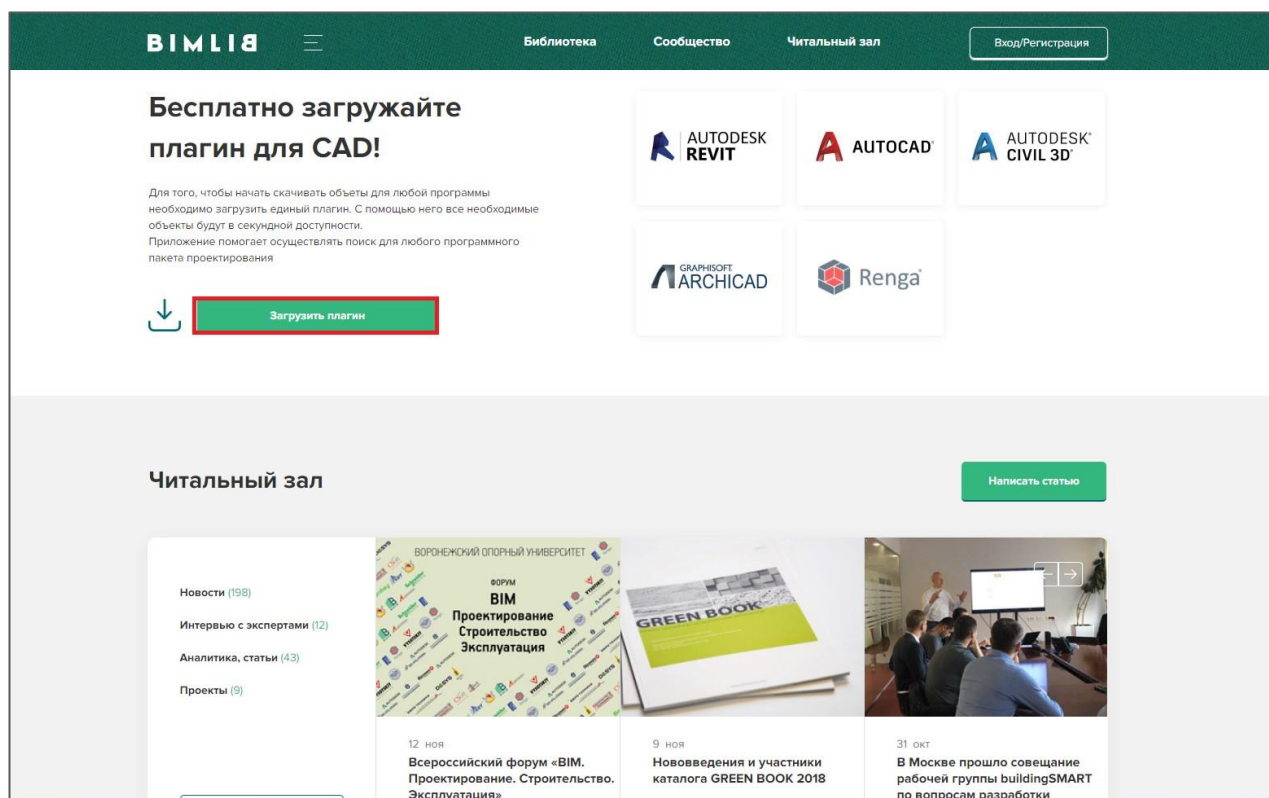 BIMLIB
Библиотека
Сообщество
Читальный зал
Вход/Регистрация
Бесплатно загружайте
плагин для CAD!
Для того, чтобы начать скачивать объеты для любой программы
необходимо загрузить единый плагин. С помощью него все необходимые
объекты будут в секундной доступности.
Приложение помогает осуществлять поиск для любого программного
пакета проектирования
Загрузить плагин
AUTODESK
REVIT
AUTOCAD
AUTODESK
CIVIL 3D
GRAPHISOFT
ARCHICAD
Renga
Читальный зал
Написать статью
Новости (198)
Интервью с экспертами (12)
Аналитика, статьи (43)
Проекты (9)
ВОРОНЕЖСКИЙ ОПОРНЫЙ УНИВЕРСИТЕТ
ФОРУМ
BIM
Проектирование
Строительство
Эксплуатация
GREEN BOOK
12 ноя
Всероссийский форум «BIM.
Проектирование. Строительство.
Эксплуатация»
9 ноя
Нововведения и участники
каталога GREEN BOOK 2018
31 окт
В Москве прошло совещание
рабочей группы buildingSMART
по вопросам разработки